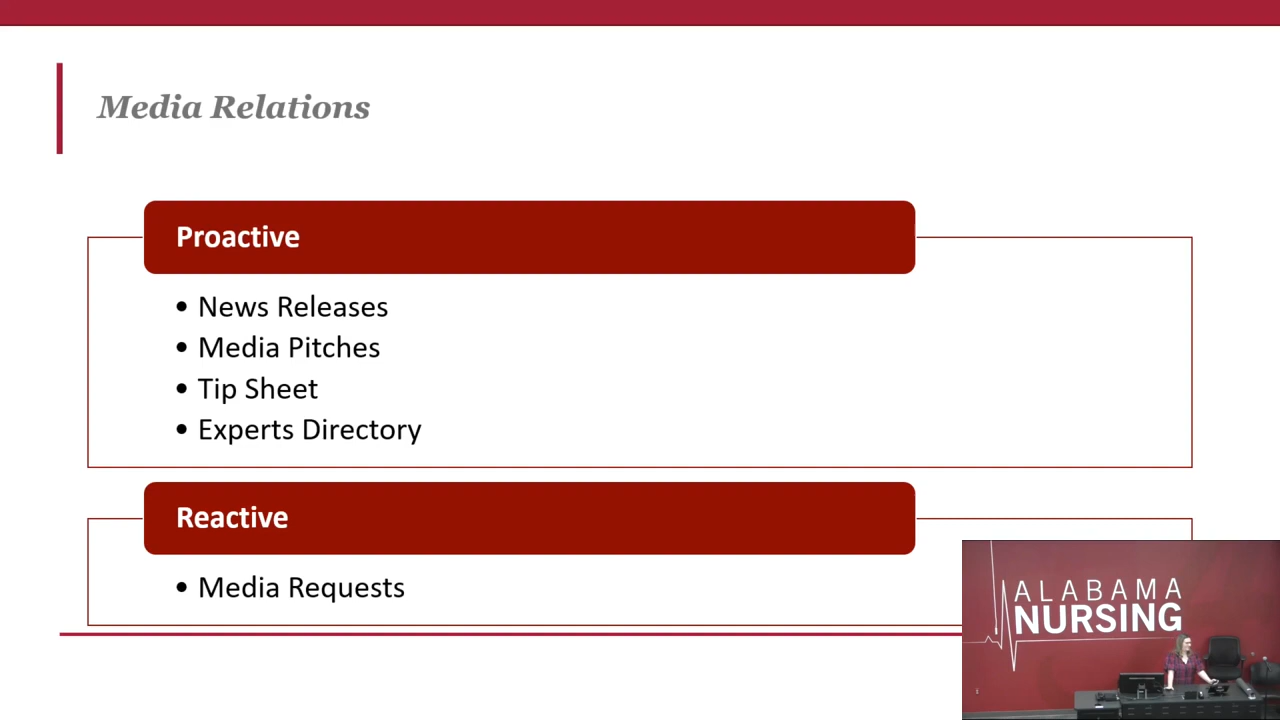 Media Relations
Proactive
• News Releases
• Media Pitches
• Tip Sheet
• Experts Directory
Reactive
• Media Requests
ALABAMA
NURSING